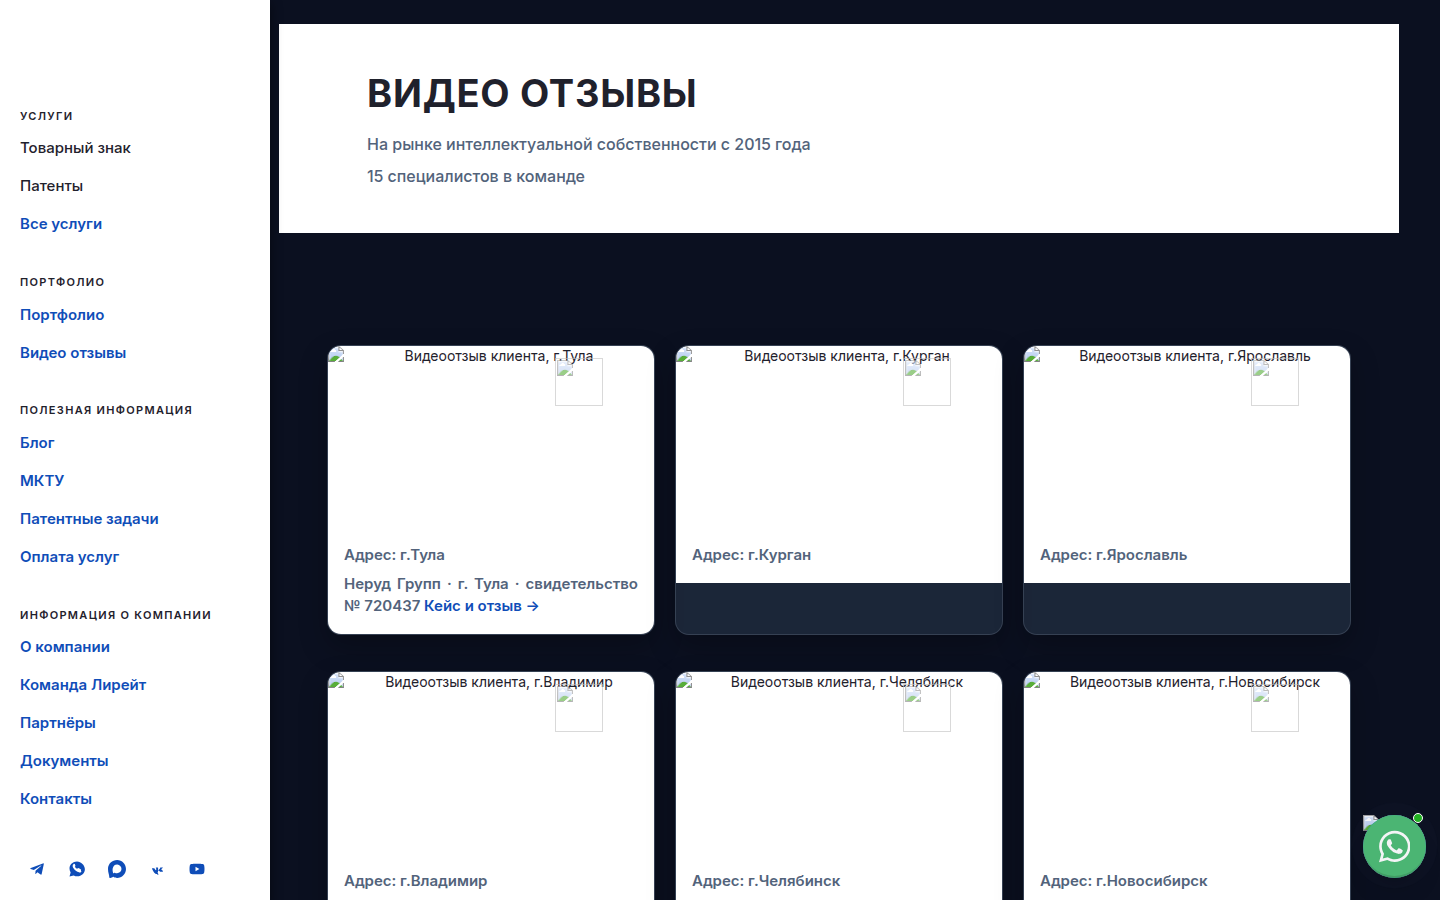 УСЛУГИ
Товарный знак
Патенты
Все услуги
ПОРТФОЛИО
Портфолио
Видео отзывы
ПОЛЕЗНАЯ ИНФОРМАЦИЯ
Блог
МКТУ
Патентные задачи
Оплата услуг
ИНФОРМАЦИЯ О КОМПАНИИ
О компании
Команда Лирейт
Партнёры
Документы
Контакты
ВИДЕО ОТЗЫВЫ
На рынке интеллектуальной собственности с 2015 года
15 специалистов в команде
Видеоотзыв клиента, г.Тула
Адрес: г.Тула
Неруд Групп · г. Тула · свидетельство
№ 720437 Кейс и отзыв →
Видеоотзыв клиента, г.Курган
Адрес: г.Курган
Видеоотзыв клиента, г.Ярославль
Адрес: г.Ярославль
Видеоотзыв клиента, г.Владимир
Адрес: г.Владимир
Видеоотзыв клиента, г.Челябинск
Адрес: г.Челябинск
Видеоотзыв клиента, г.Новосибирск
Адрес: г.Новосибирск